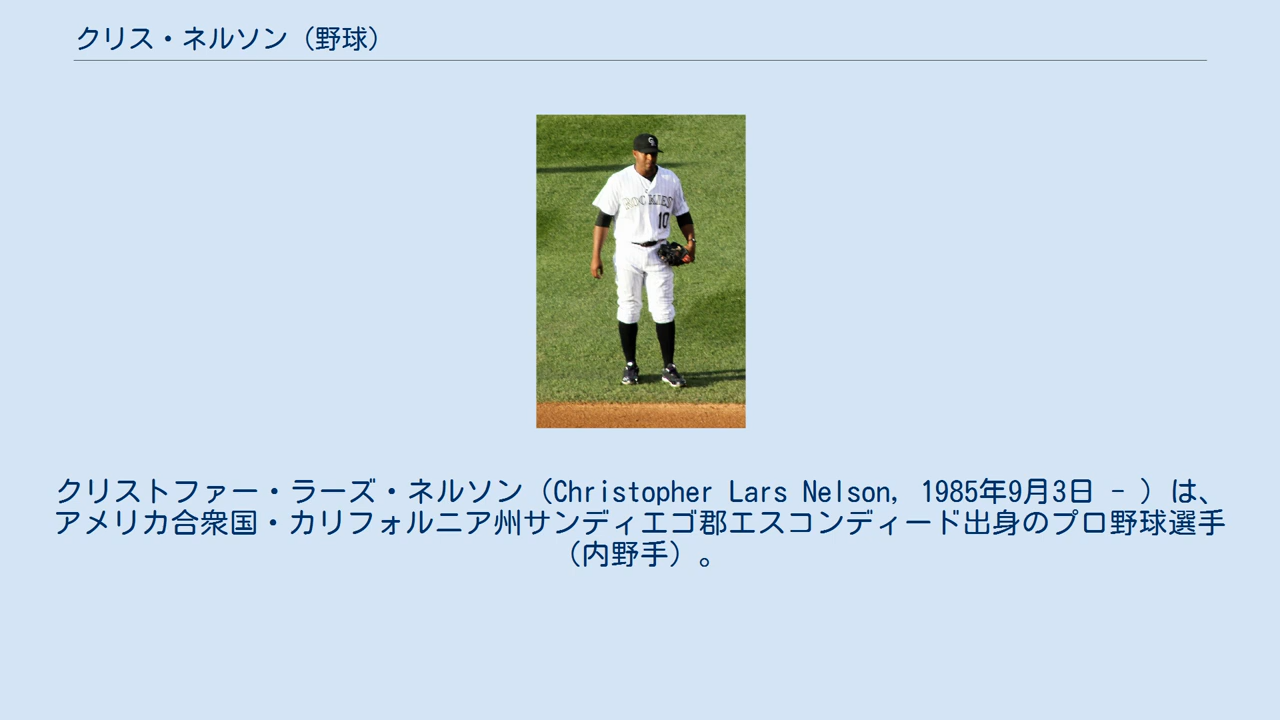 クリス・ネルソン（野球）
ROCKIES
10
クリストファー・ラーズ・ネルソン（Christopher Lars Nelson, 1985年9月3日 - ）は、
アメリカ合衆国・カリフォルニア州サンディエゴ郡エスコンディード出身のプロ野球選手
（内野手）。